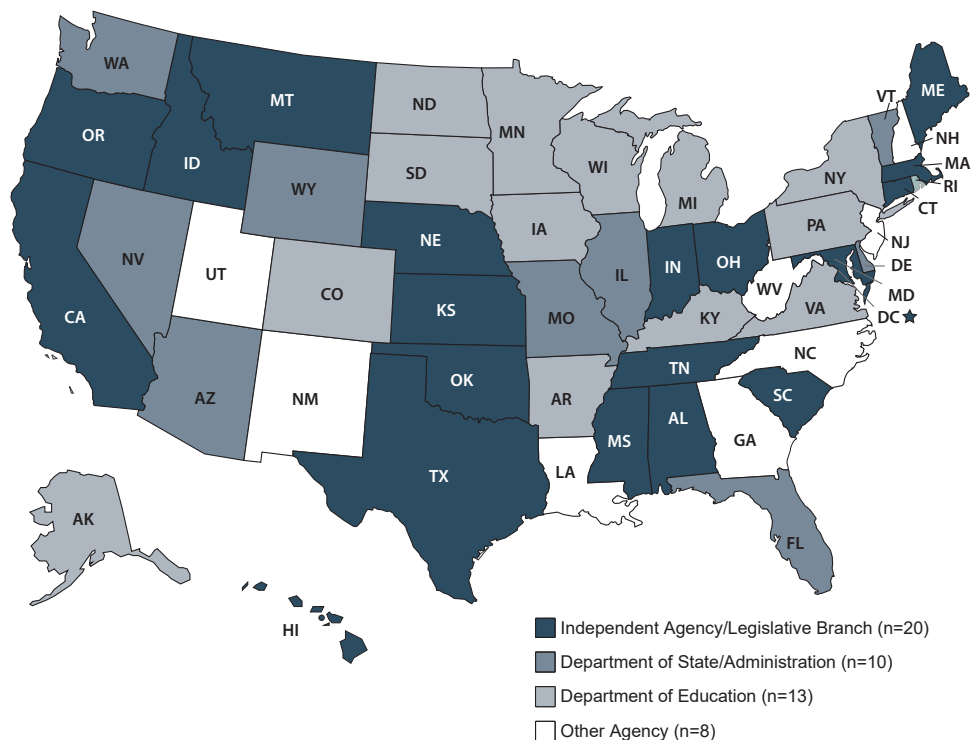 WA
MT
ND
MN
ME
VT
OR
ID
NH
MA
WI
SD
WY
NY
MI
RI
CT
PA
IA
NE
NV
NJ
DE
UT
IL
IN
OH
CO
WV
MD
VA
CA
KS
MO
KY
DC
NC
TN
OK
AZ
NM
AR
SC
AL
MS
GA
TX
LA
AK
FL
HI
Independent Agency/Legislative Branch (n=20)
Department of State/Administration (n=10)
Department of Education (n=13)
Other Agency (n=8)